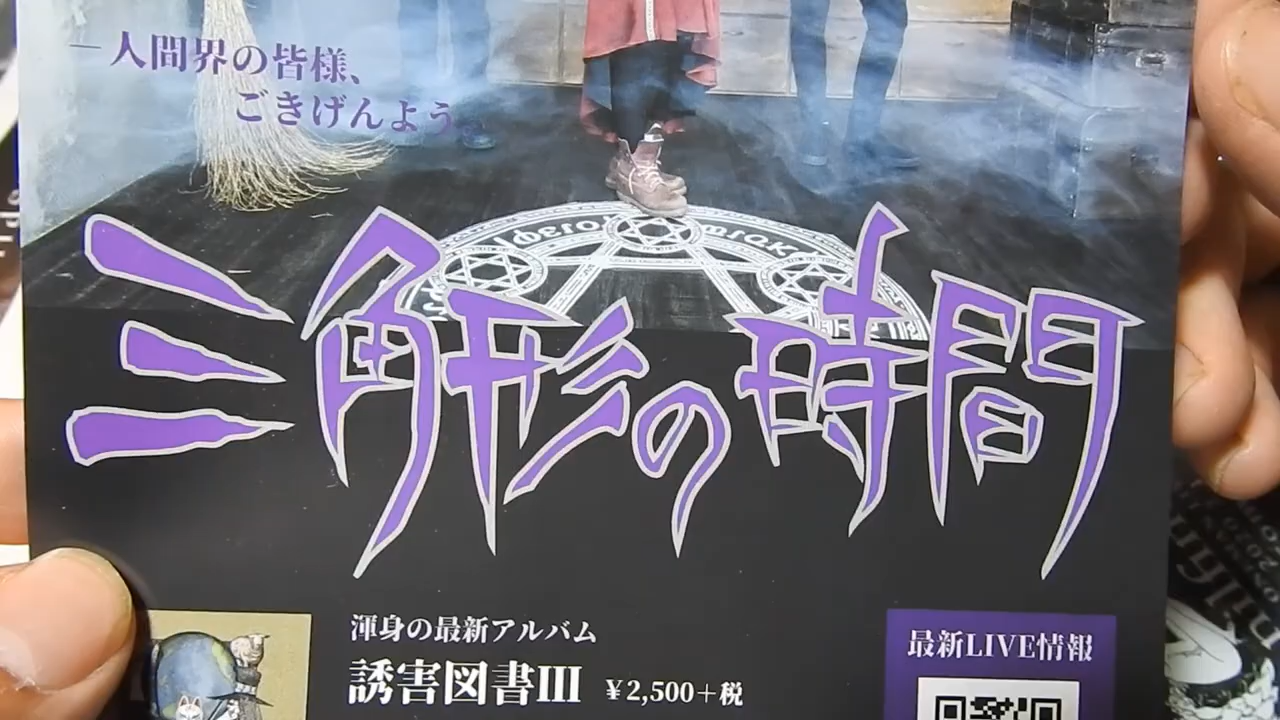 ―人間界の皆様、
ごきげんよう。
三角形の時間
渾身の最新アルバム
誘害図書III ¥2,500+税
最新LIVE情報